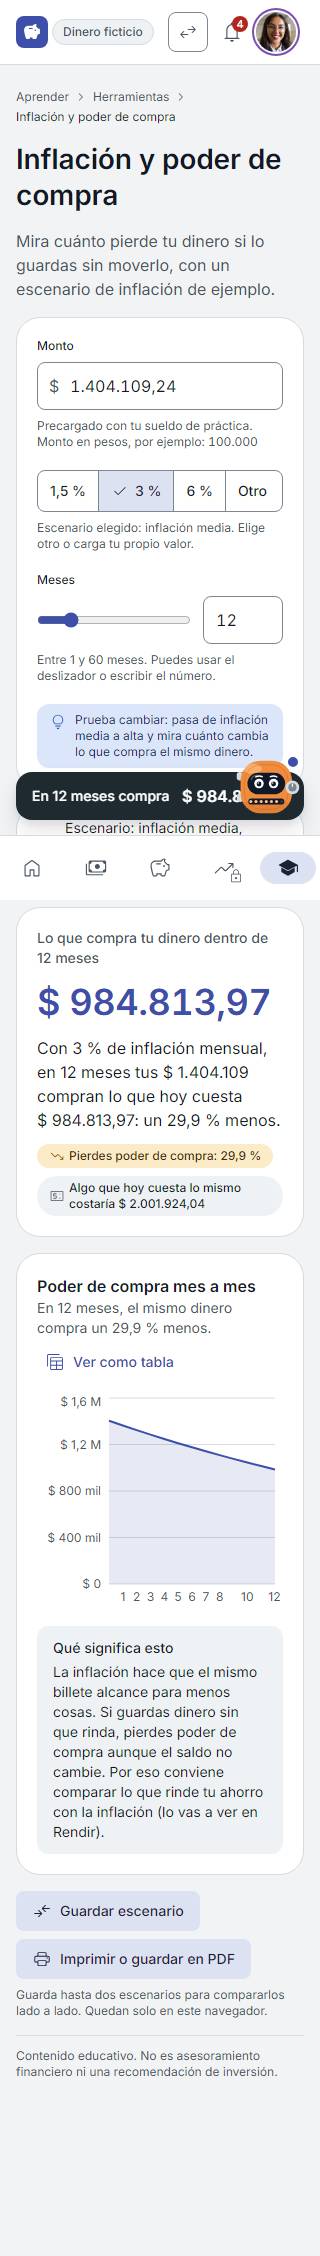 Dinero ficticio
4
Aprender > Herramientas >
Inflación y poder de compra
Inflación y poder de
compra
Mira cuánto pierde tu dinero si lo
guardas sin moverlo, con un
escenario de inflación de ejemplo.
Monto
$ 1.404.109,24
Precargado con tu sueldo de práctica.
Monto en pesos, por ejemplo: 100.000
1,5 % 3 % 6 % Otro
Escenario elegido: inflación media. Elige
otro o carga tu propio valor.
Meses
12
Entre 1 y 60 meses. Puedes usar el
deslizador o escribir el número.
Prueba cambiar: pasa de inflación
media a alta y mira cuánto cambia
lo que compra el mismo dinero.
En 12 meses compra $ 984.8
Escenario: inflación media,
Lo que compra tu dinero dentro de
12 meses
$ 984.813,97
Con 3 % de inflación mensual,
en 12 meses tus $ 1.404.109
compran lo que hoy cuesta
$ 984.813,97: un 29,9 % menos.
Pierdes poder de compra: 29,9 %
Algo que hoy cuesta lo mismo
costaría $ 2.001.924,04
Poder de compra mes a mes
En 12 meses, el mismo dinero
compra un 29,9 % menos.
Ver como tabla
$ 1,6 M
$ 1,2 M
$ 800 mil
$ 400 mil
$ 0
1 2 3 4 5 6 7 8 10 12
Qué significa esto
La inflación hace que el mismo
billete alcance para menos
cosas. Si guardas dinero sin
que rinda, pierdes poder de
compra aunque el saldo no
cambie. Por eso conviene
comparar lo que rinde tu ahorro
con la inflación (lo vas a ver en
Rendir).
Guardar escenario
Imprimir o guardar en PDF
Guarda hasta dos escenarios para compararlos
lado a lado. Quedan solo en este navegador.
Contenido educativo. No es asesoramiento
financiero ni una recomendación de inversión.